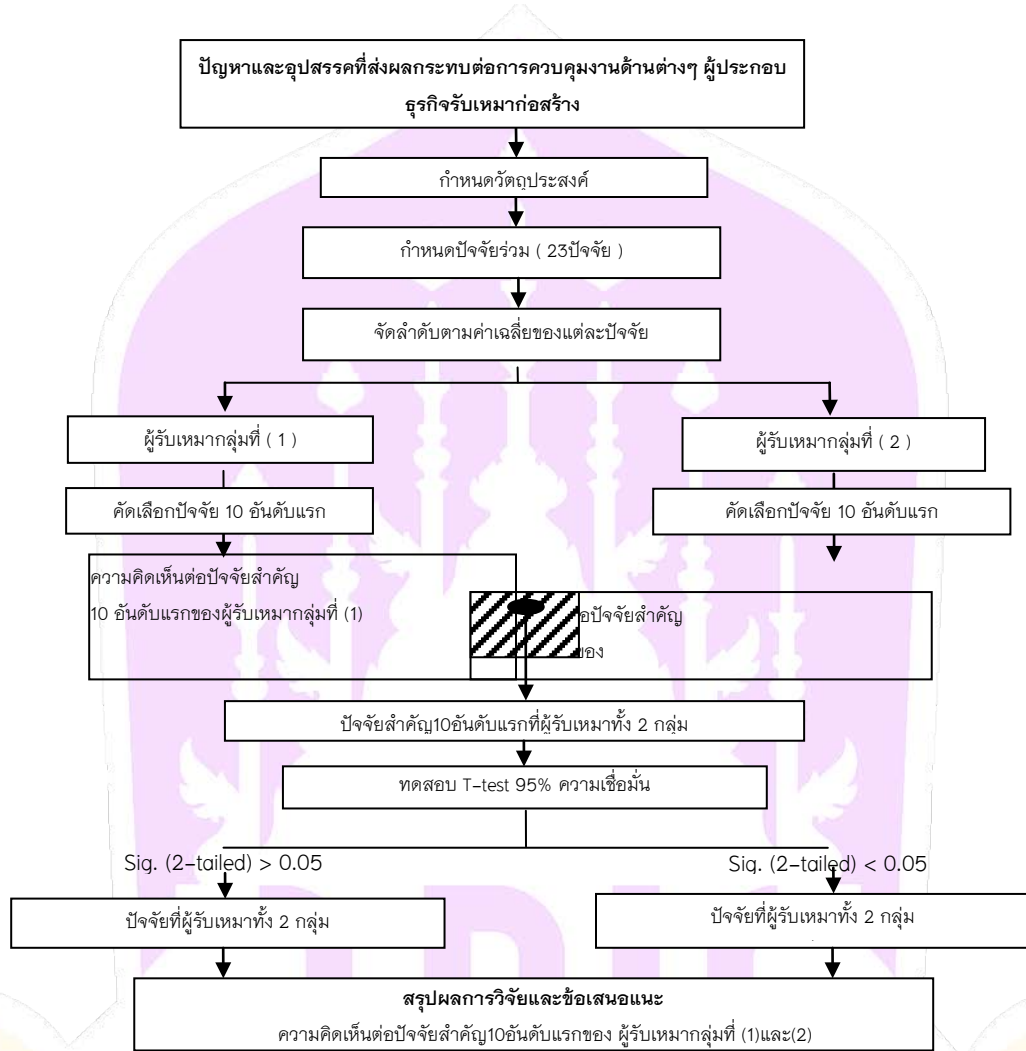 ปัญหาและอุปสรรคที่ส่งผลกระทบต่อการควบคุมงานด้านต่างๆ ผู้ประกอบ
ธุรกิจรับเหมาก่อสร้าง
กำหนดวัตถุประสงค์
กำหนดปัจจัยร่วม ( 23ปัจจัย )
จัดลำดับตามค่าเฉลี่ยของแต่ละปัจจัย
ผู้รับเหมากลุ่มที่ ( 1 )
ผู้รับเหมากลุ่มที่ ( 2 )
คัดเลือกปัจจัย 10 อันดับแรก
คัดเลือกปัจจัย 10 อันดับแรก
ความคิดเห็นต่อปัจจัยสำคัญ
10 อันดับแรกของผู้รับเหมากลุ่มที่ (1)
อปัจจัยสำคัญ
ของ
ปัจจัยสำคัญ10อันดับแรกที่ผู้รับเหมาทั้ง 2 กลุ่ม
ทดสอบ T-test 95% ความเชื่อมั่น
Sig. (2-tailed) > 0.05
Sig. (2-tailed) < 0.05
ปัจจัยที่ผู้รับเหมาทั้ง 2 กลุ่ม
ปัจจัยที่ผู้รับเหมาทั้ง 2 กลุ่ม
สรุปผลการวิจัยและข้อเสนอแนะ
ความคิดเห็นต่อปัจจัยสำคัญ10อันดับแรกของ ผู้รับเหมากลุ่มที่ (1)และ(2)